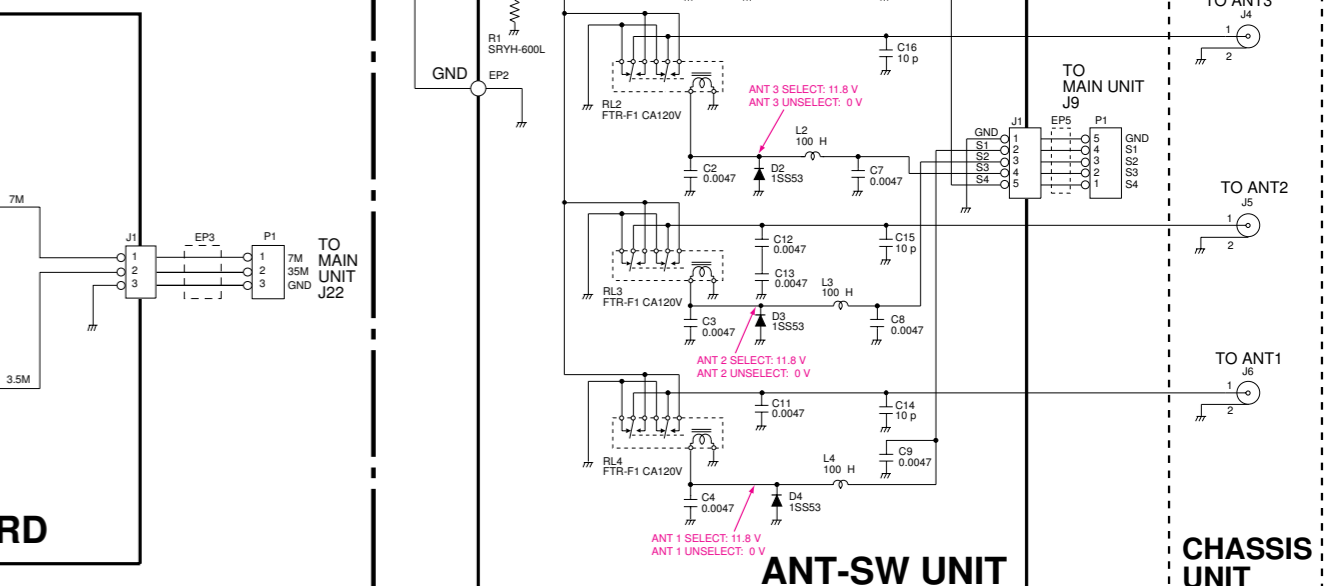 TO ANT3
J4
1
2
R1
SRYH-600L
C16
10 p
GND
EP2
RL2
FTR-F1 CA120V
ANT 3 SELECT: 11.8 V
ANT 3 UNSELECT: 0 V
TO
MAIN UNIT
J9
L2
100 H
C2
0.0047
D2
1SS53
C7
0.0047
J1
EP5
P1
GND
1
5
GND
S1
2
4
S1
S2
3
3
S2
S3
4
2
S3
S4
5
1
S4
TO ANT2
J5
1
2
7M
J1
EP3
P1
TO
MAIN
UNIT
J22
1
1
7M
2
2
35M
3
3
GND
3.5M
C12
0.0047
C15
10 p
C13
0.0047
RL3
FTR-F1 CA120V
L3
100 H
C3
0.0047
D3
1SS53
C8
0.0047
ANT 2 SELECT: 11.8 V
ANT 2 UNSELECT: 0 V
TO ANT1
J6
1
2
C11
0.0047
C14
10 p
RL4
FTR-F1 CA120V
L4
100 H
C9
0.0047
C4
0.0047
D4
1SS53
ANT 1 SELECT: 11.8 V
ANT 1 UNSELECT: 0 V
RD
ANT-SW UNIT
CHASSIS
UNIT